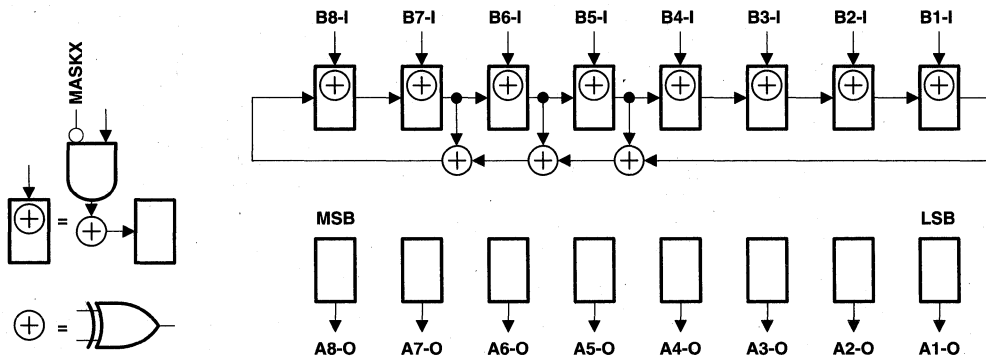 B8-I B7-I B6-I B5-I B4-I B3-I B2-I B1-I
MASKX
=
MSB LSB
=
A8-O A7-O A6-O A5-O A4-O A3-O A2-O A1-O